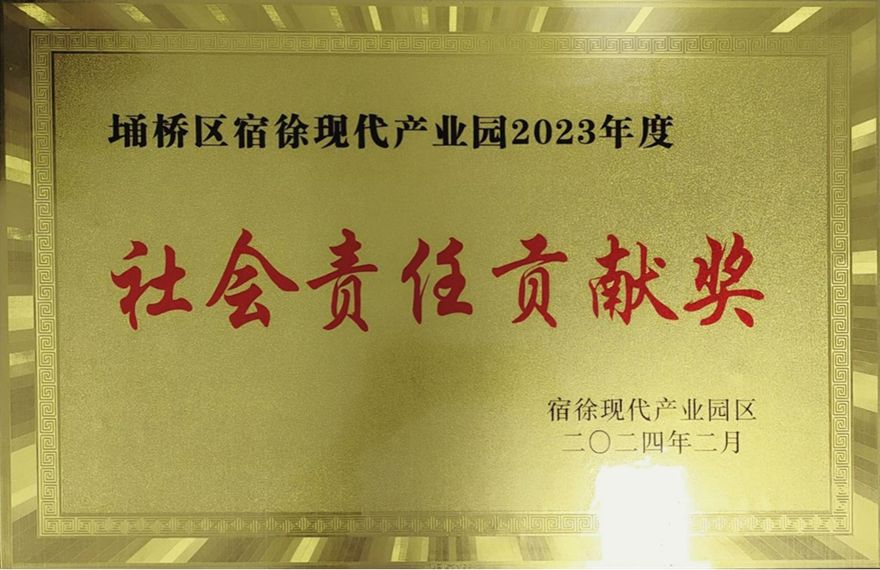 埇桥区宿徐现代产业园2023年度
社会责任贡献奖
宿徐现代产业园区
二〇二四年二月